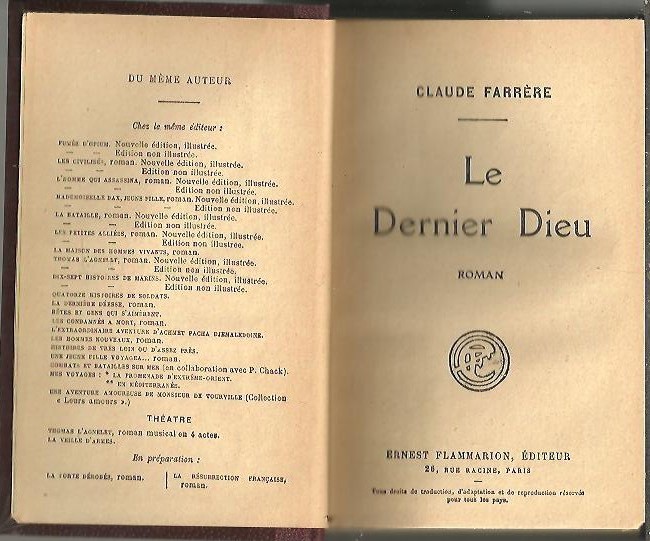 DU MÊME AUTEUR
Chez le même éditeur :
FUMÉE D'OPIUM. Nouvelle édition, illustrée.
— — Edition non illustrée.
LES CIVILISÉS, roman. Nouvelle édition, illustrée.
— — Edition non illustrée.
L'HOMME QUI ASSASSINA, roman. Nouvelle édition, illustrée.
— — Edition non illustrée.
MADEMOISELLE DAX, JEUNE FILLE, roman. Nouvelle édition, illustrée.
— — Edition non illustrée.
LA BATAILLE, roman. Nouvelle édition, illustrée.
— — Edition non illustrée.
LES PETITES ALLIÉES, roman. Nouvelle édition, illustrée.
— — Edition non illustrée.
LA MAISON DES HOMMES VIVANTS, roman.
THOMAS L'AGNELET, roman. Nouvelle édition, illustrée.
— — Edition non illustrée.
DIX-SEPT HISTOIRES DE MARINS. Nouvelle édition, illustrée.
— — Edition non illustrée.
QUATORZE HISTOIRES DE SOLDATS.
LA DERNIÈRE DÉESSE, roman.
BÊTES ET GENS QUI S'AIMÈRENT.
LES CONDAMNÉS A MORT, roman.
L'EXTRAORDINAIRE AVENTURE D'ACHMET PACHA DJEMALEDDINE.
LES HOMMES NOUVEAUX, roman.
HISTOIRES DE TRÈS LOIN OU D'ASSEZ PRÈS.
UNE JEUNE FILLE VOYAGEA... roman.
COMBATS ET BATAILLES SUR MER (en collaboration avec P. Chack).
MES VOYAGES : * LA PROMENADE D'EXTRÊME-ORIENT.
** EN MÉDITERRANÉE.
UNE AVENTURE AMOUREUSE DE MONSIEUR DE TOURVILLE (Collection
« Leurs amours ».)
THÉATRE
THOMAS L'AGNELET, roman musical en 4 actes.
LA VEILLE D'ARMES.
En préparation :
LA PORTE DÉROBÉE, roman.
LA RÉSURRECTION FRANÇAISE,
roman.
CLAUDE FARRÈRE
Le
Dernier Dieu
ROMAN
ERNEST FLAMMARION, ÉDITEUR
26, RUE RACINE, PARIS
Tous droits de traduction, d'adaptation et de reproduction réservés
pour tous les pays.